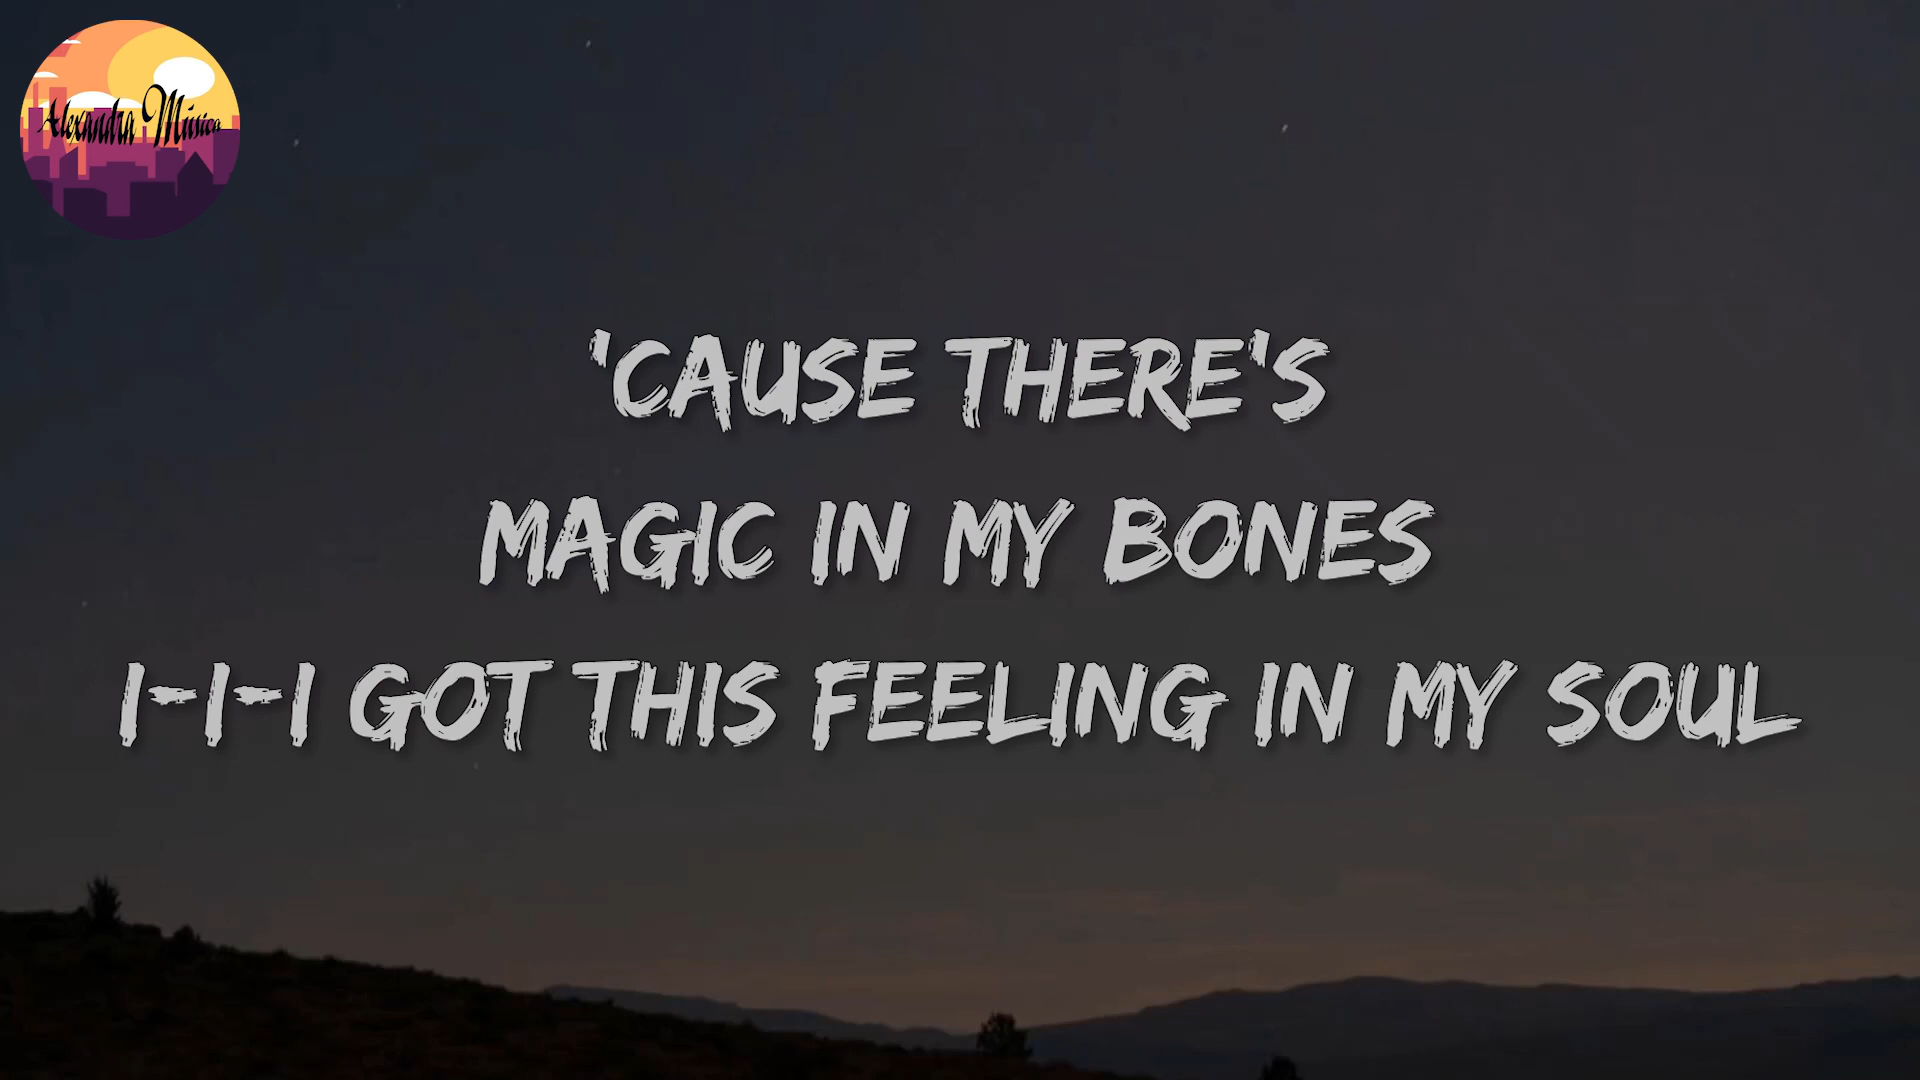 Alexandra Música
'CAUSE THERE'S
MAGIC IN MY BONES
I-I-I GOT THIS FEELING IN MY SOUL